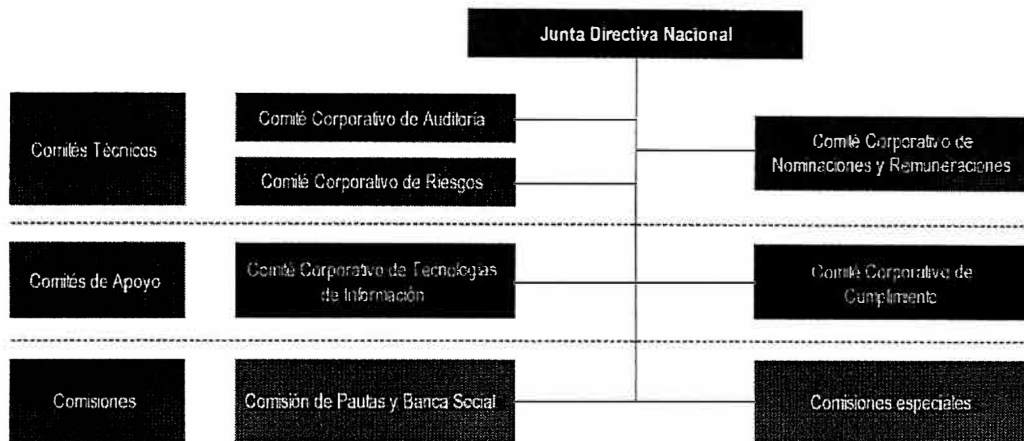 Junta Directiva Nacional
Comités Técnicos
Comité Corporativo de Auditoría
Comité Corporativo de Riesgos
Comité Corporativo de
Nominaciones y Remuneraciones
Comités de Apoyo
Comité Corporativo de Tecnologías
de Información
Comité Corporativo de
Cumplimento
Comisiones
Comisión de Pautas y Banca Social
Comisiones especiales